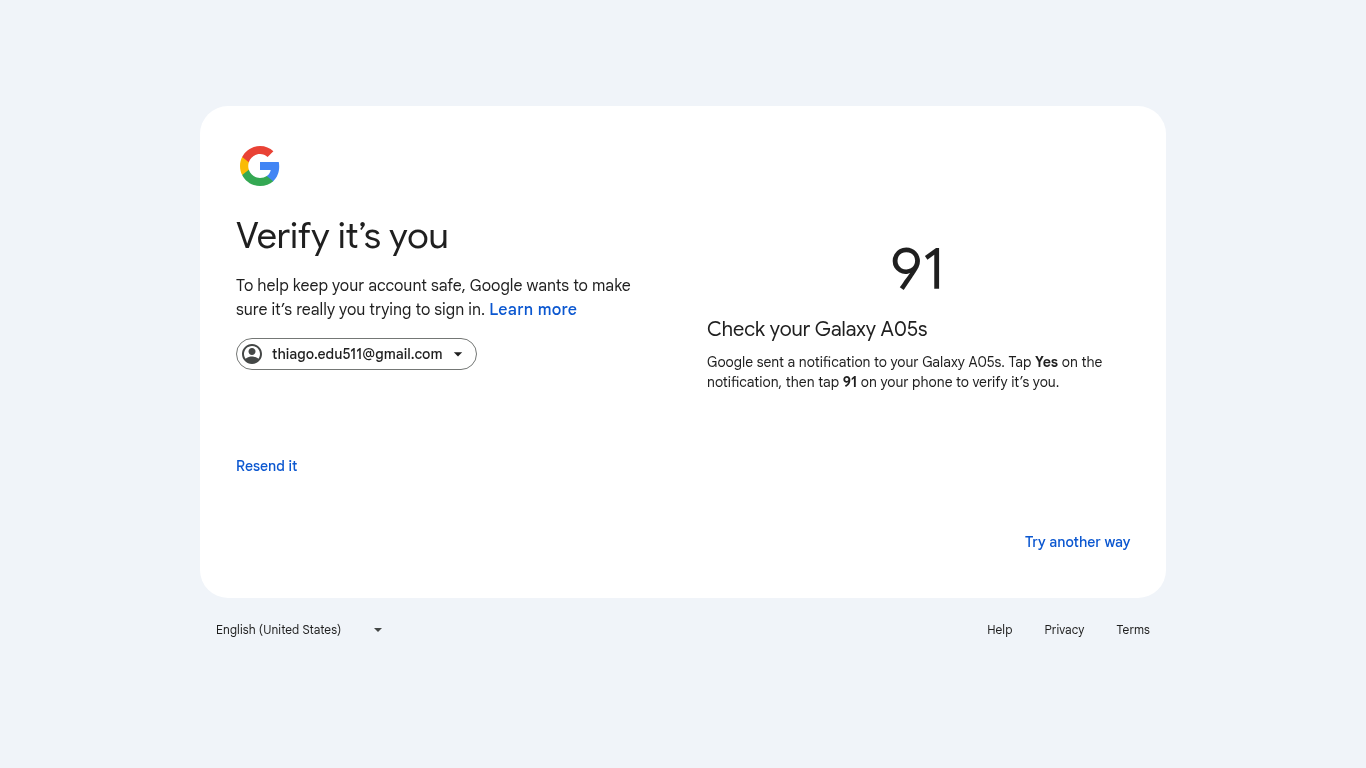 Verify it’s you
To help keep your account safe, Google wants to make
sure it’s really you trying to sign in. Learn more
thiago.edu511@gmail.com
Resend it
91
Check your Galaxy A05s
Google sent a notification to your Galaxy A05s. Tap Yes on the
notification, then tap 91 on your phone to verify it’s you.
Try another way
English (United States)
Help
Privacy
Terms